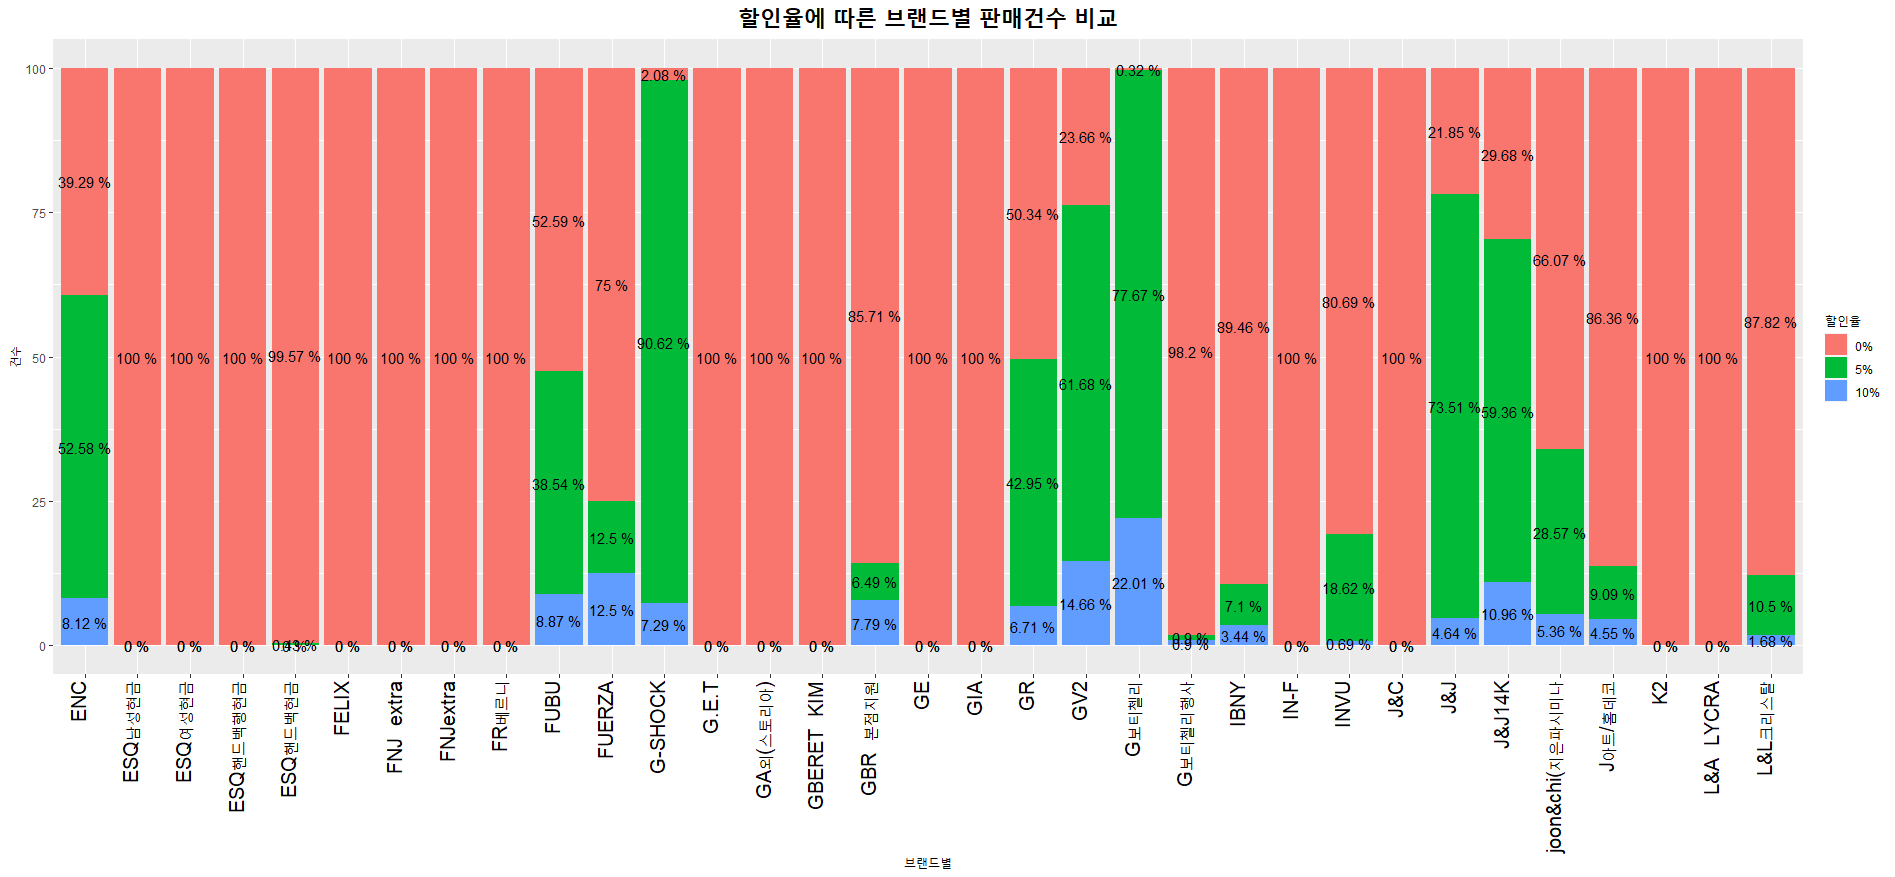 할인율에 따른 브랜드별 판매건수 비교
건수
100
75
50
25
0
39.29 %
52.58 %
8.12 %
100 %
0 %
100 %
0 %
100 %
0 %
99.57 %
0.43 %
0 %
100 %
0 %
100 %
0 %
100 %
0 %
100 %
0 %
52.59 %
38.54 %
8.87 %
75 %
12.5 %
12.5 %
2.08 %
90.62 %
7.29 %
100 %
0 %
100 %
0 %
100 %
0 %
85.71 %
6.49 %
7.79 %
100 %
0 %
100 %
0 %
50.34 %
42.95 %
6.71 %
23.66 %
61.68 %
14.66 %
0.32 %
77.67 %
22.01 %
98.2 %
0.9 %
0.9 %
89.46 %
7.1 %
3.44 %
100 %
0 %
80.69 %
18.62 %
0.69 %
100 %
0 %
21.85 %
73.51 %
4.64 %
29.68 %
59.36 %
10.96 %
66.07 %
28.57 %
5.36 %
86.36 %
9.09 %
4.55 %
100 %
0 %
100 %
0 %
87.82 %
10.5 %
1.68 %
ENC
ESQ남성현금
ESQ여성현금
ESQ핸드백행현금
ESQ핸드백현금
FELIX
FNJ extra
FNJextra
FR베르니
FUBU
FUERZA
G-SHOCK
G.E.T
GA외(스토리아)
GBERET KIM
GBR 본점지원
GE
GIA
GR
GV2
G보티첼리
G보티첼리행사
IBNY
IN-F
INVU
J&C
J&J
J&J14K
joon&chi(지은파시미나
J아트/홈데코
K2
L&A LYCRA
L&L크리스탈
브랜드별
할인율
0%
5%
10%